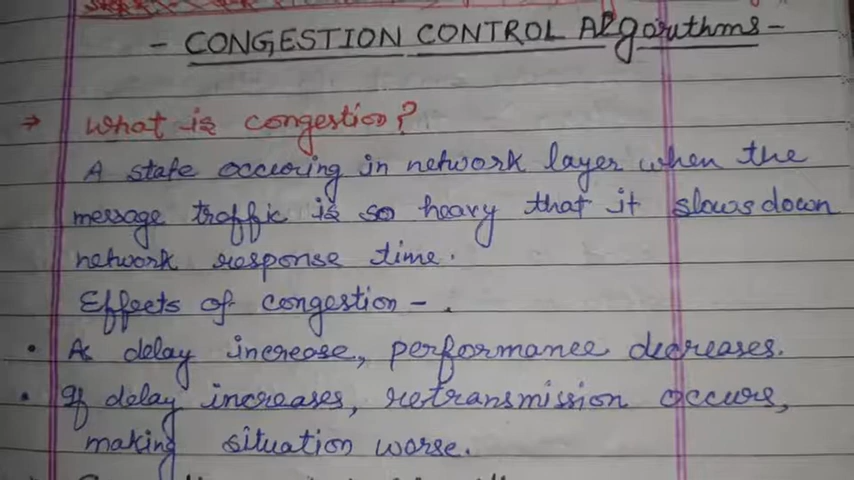 - CONGESTION CONTROL Algorithms -
→ What is congestion?
A state occuring in network layer when the
message traffic is so heavy that it slows down
network response time.
Effects of congestion -
• As delay increase, performance decreases.
• If delay increases, retransmission occurs,
making situation worse.